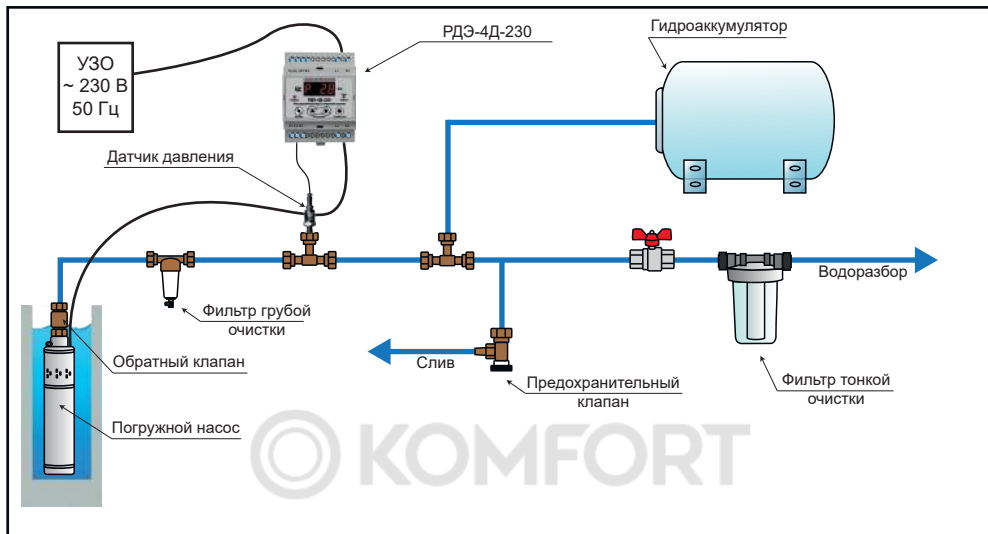 УЗО
~ 230 В
50 Гц
РДЭ-4Д-230
Гидроаккумулятор
Датчик давления
Водоразбор
Фильтр грубой
очистки
Обратный клапан
Слив
Предохранительный
клапан
Фильтр тонкой
очистки
Погружной насос
KOMFORT